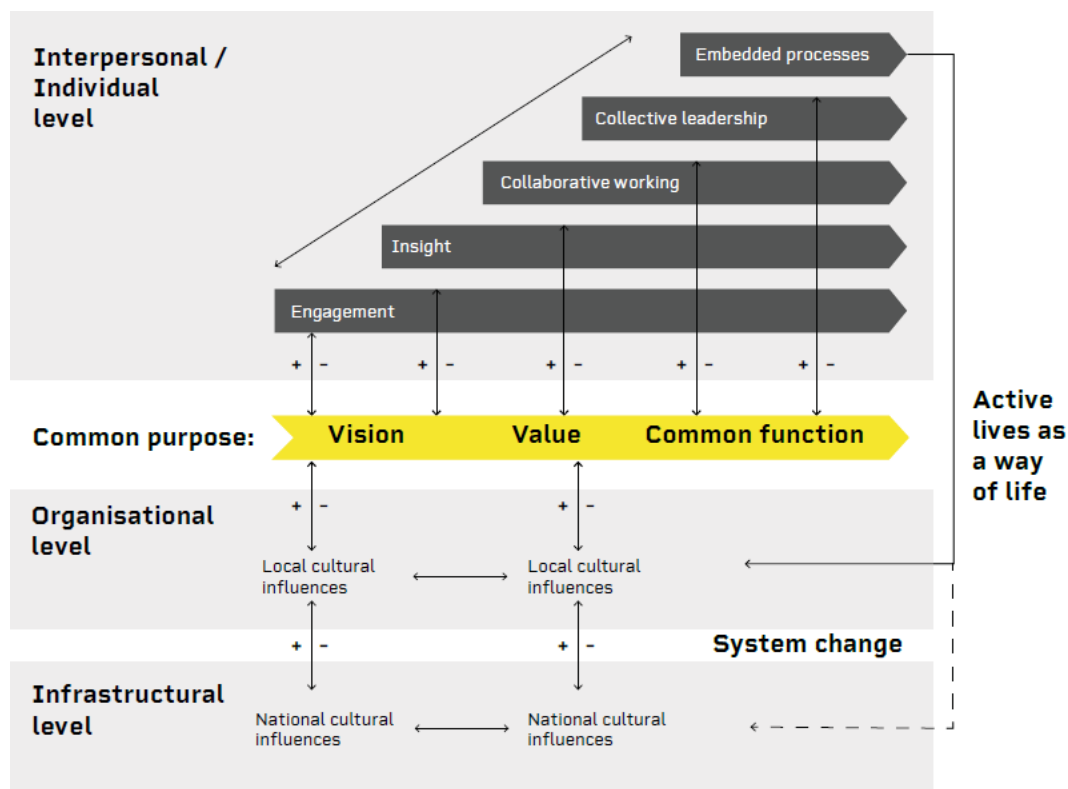 Interpersonal /
Individual
level
Embedded processes
Collective leadership
Collaborative working
Insight
Engagement
+ -
+ -
+ -
+ -
+ -
Common purpose:
Vision
Value
Common function
Active
lives as
a way
of life
Organisational
level
+ -
+ -
Local cultural
influences
Local cultural
influences
+ -
+ -
System change
Infrastructural
level
National cultural
influences
National cultural
influences